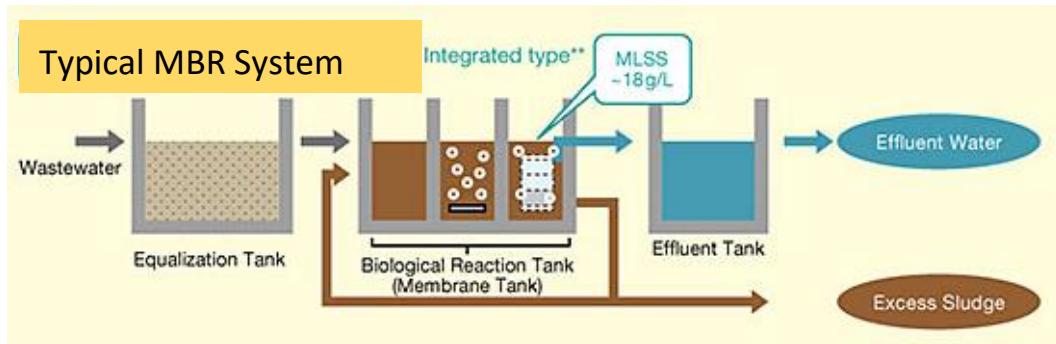 Typical MBR System
Integrated type**
MLSS
~18g/L
Wastewater
Effluent Water
Equalization Tank
Biological Reaction Tank
(Membrane Tank)
Effluent Tank
Excess Sludge